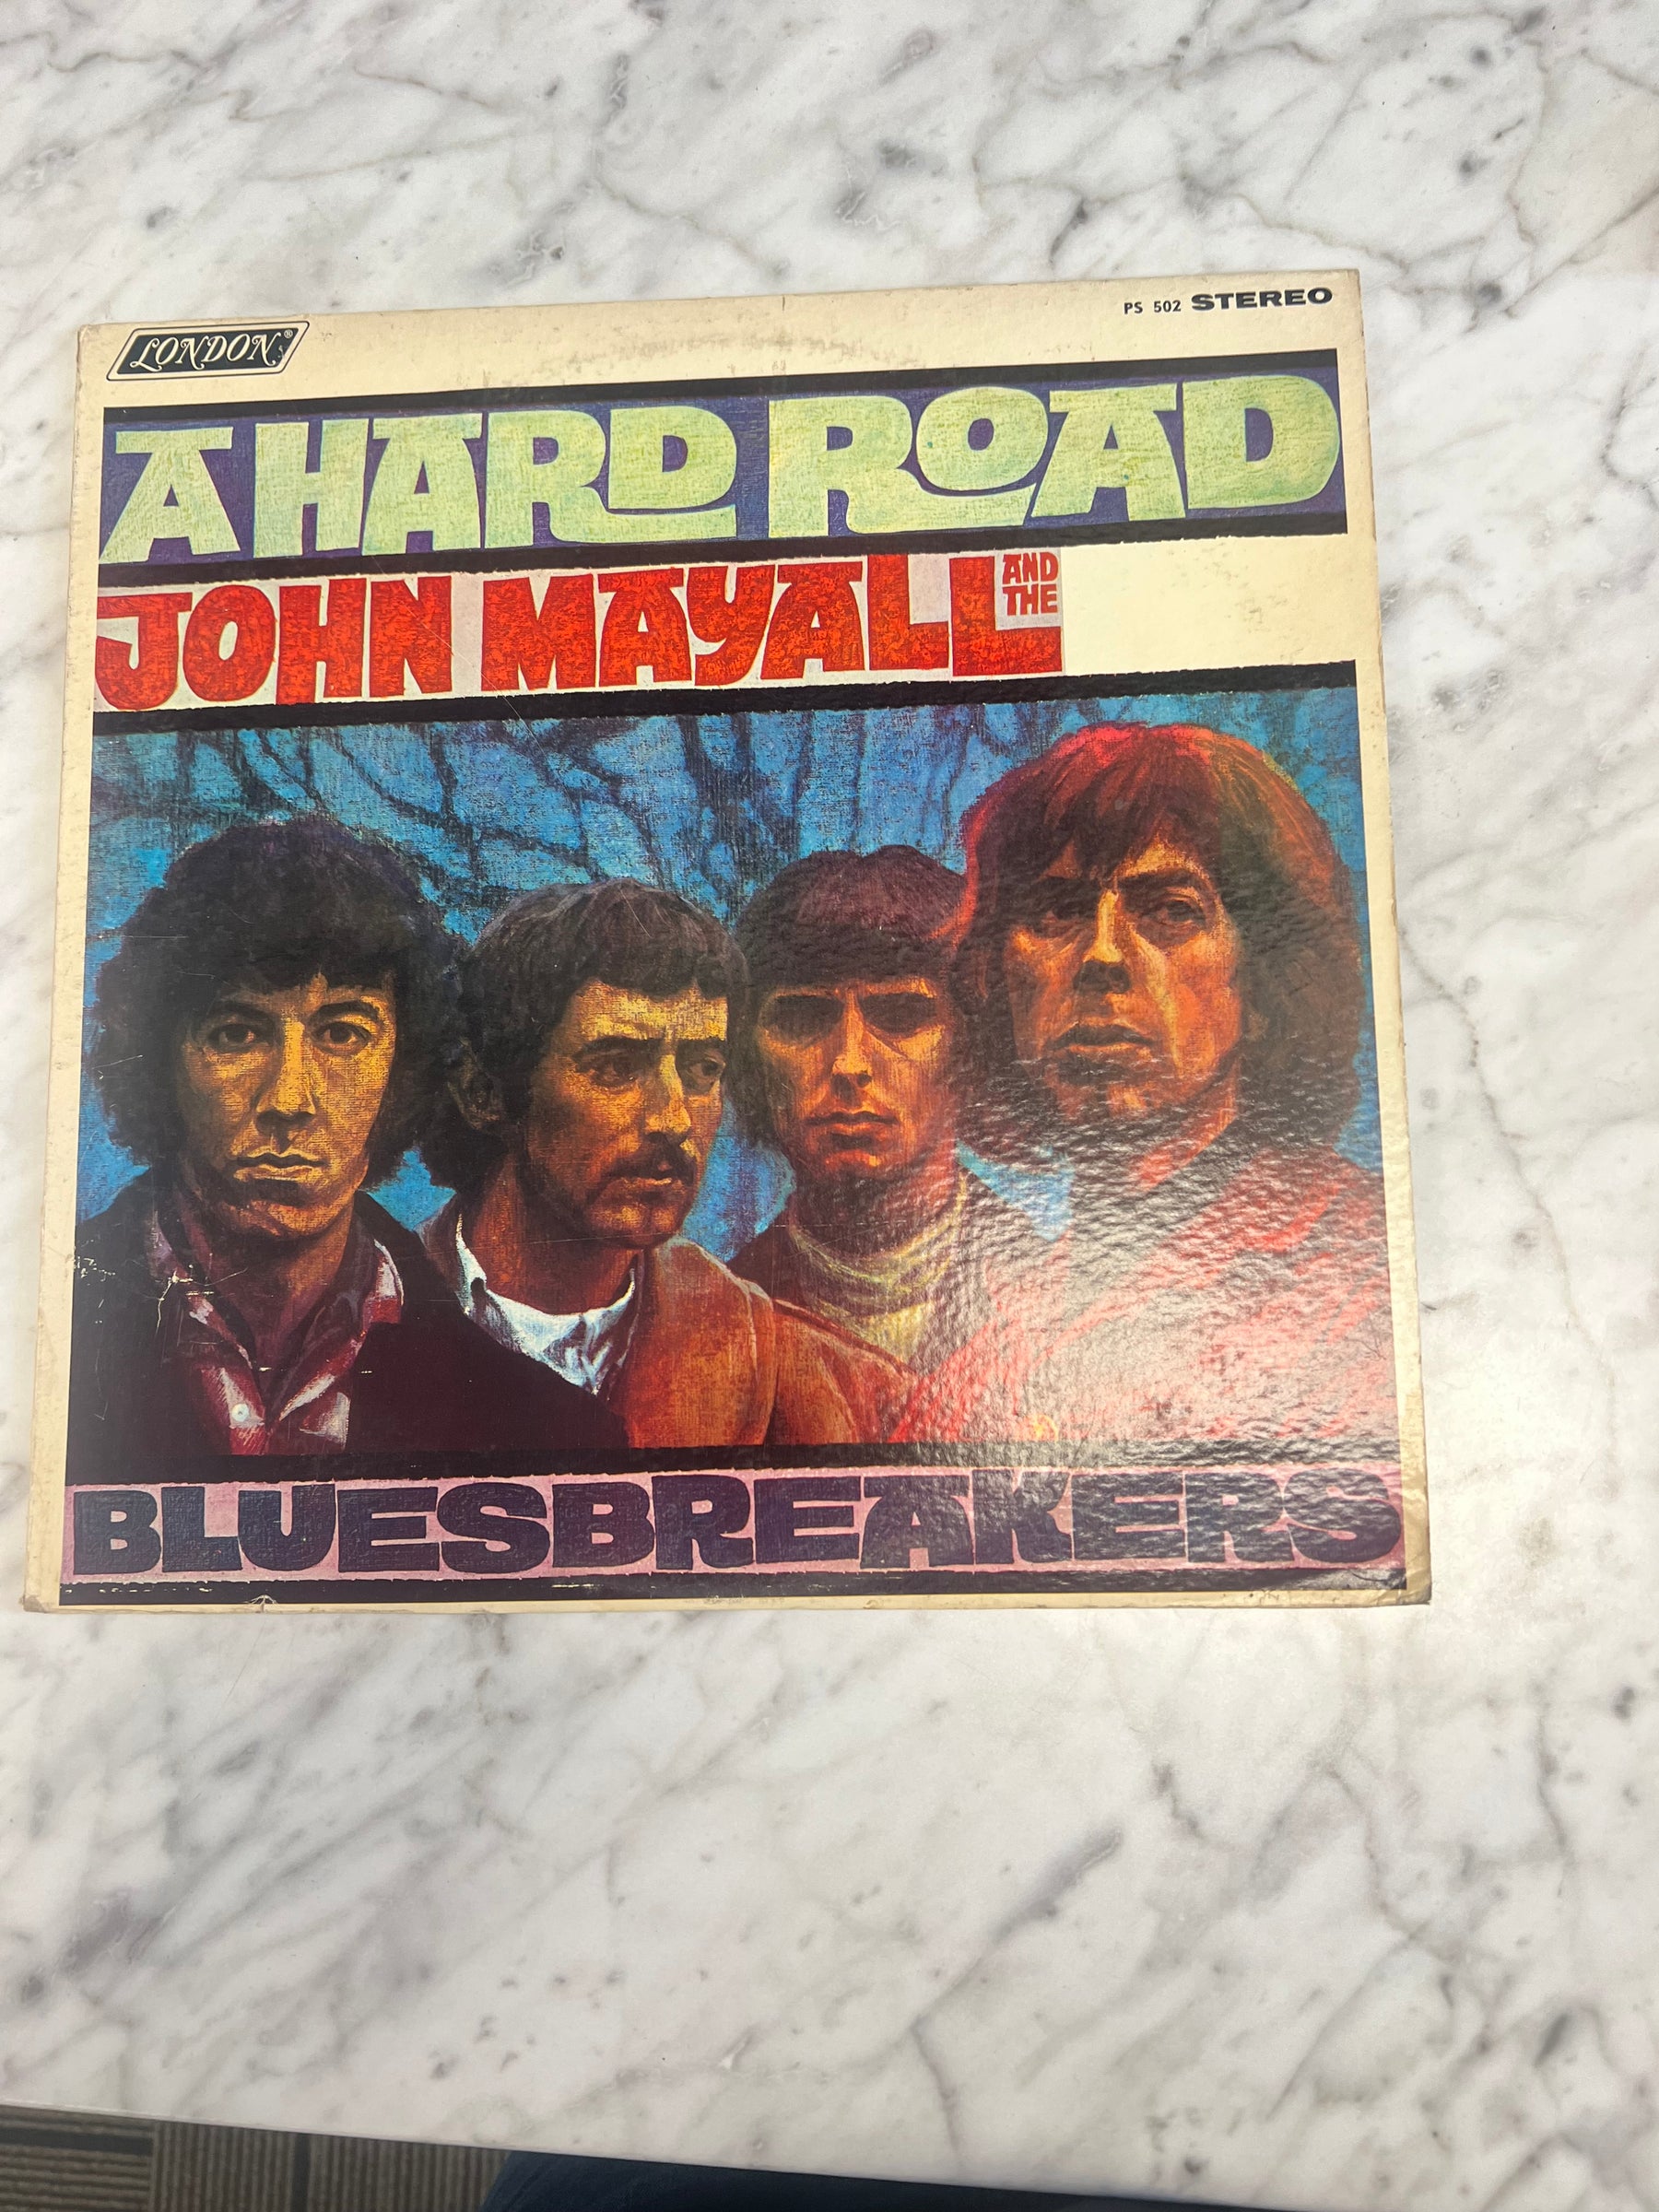 LONDON®
PS 502 STEREO
A HARD ROAD
JOHN MAYALL AND THE
BLUESBREAKERS